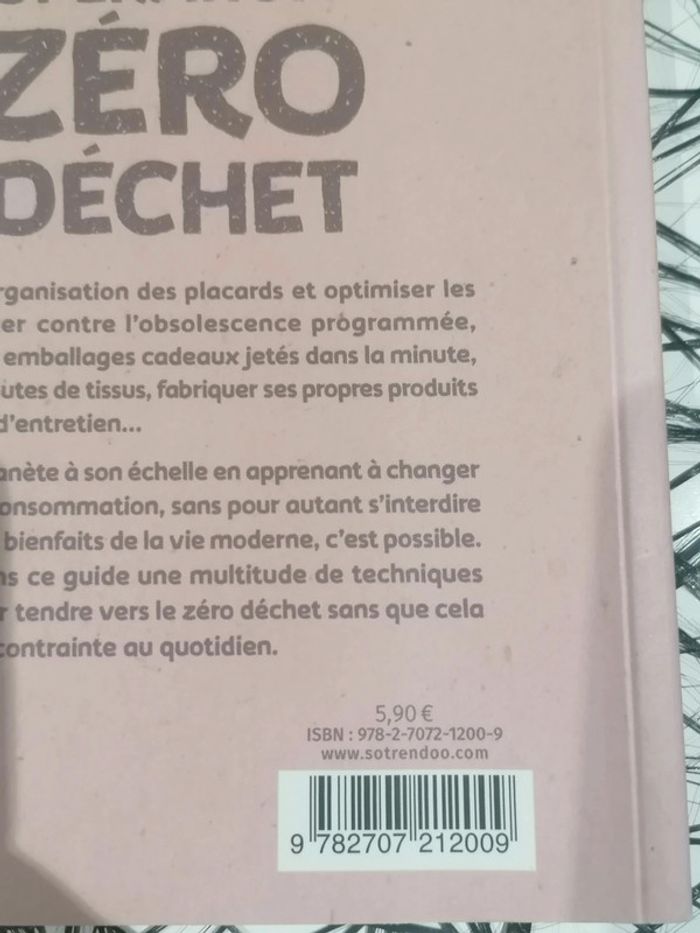 ZÉRO
DÉCHET
rganisation des placards et optimiser les
er contre l'obsolescence programmée,
emballages cadeaux jetés dans la minute,
utes de tissus, fabriquer ses propres produits
d'entretien...
anète à son échelle en apprenant à changer
onsommation, sans pour autant s'interdire
bienfaits de la vie moderne, c'est possible.
ns ce guide une multitude de techniques
r tendre vers le zéro déchet sans que cela
contrainte au quotidien.
5,90 €
ISBN : 978-2-7072-1200-9
www.sotrendoo.com
9 782707 212009